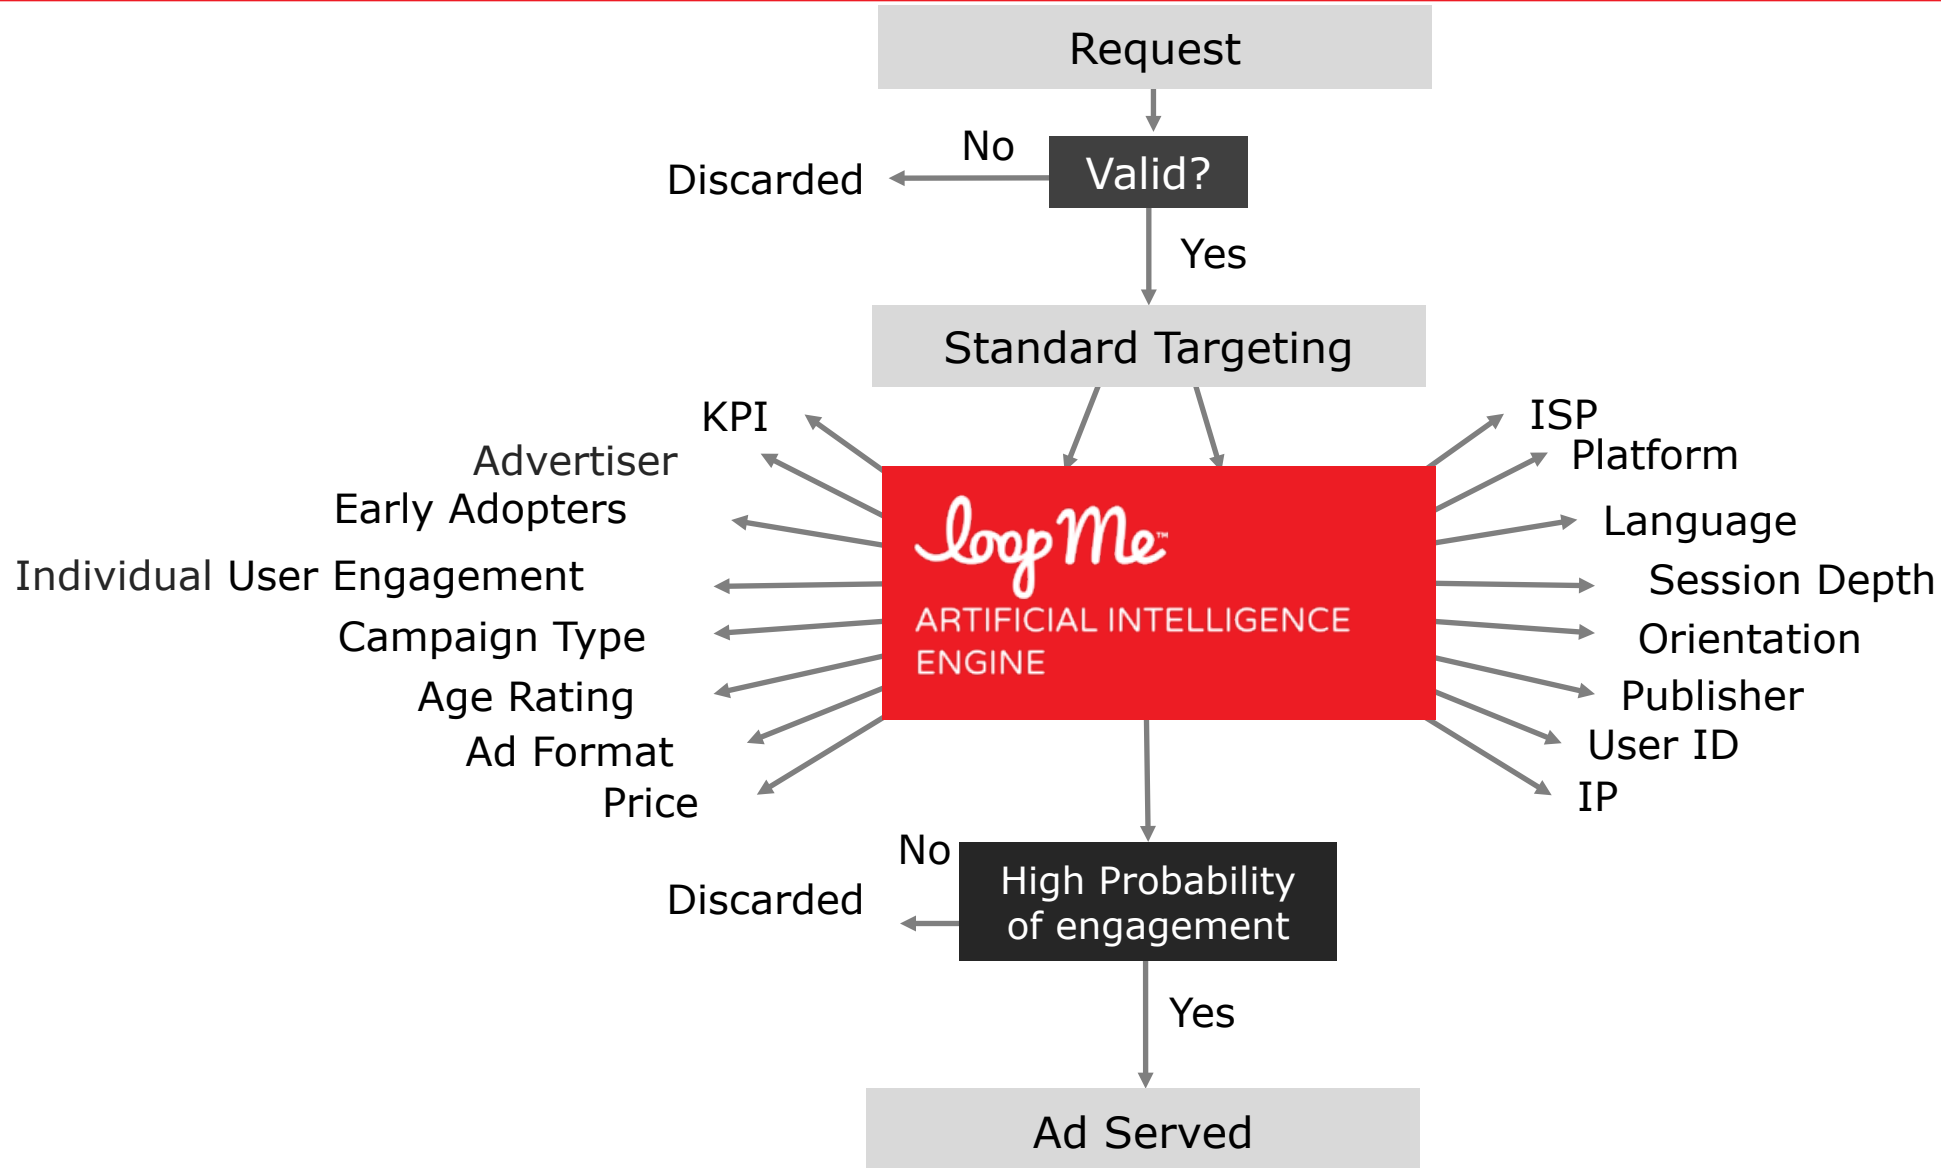 Request
No
Valid?
Discarded
Yes
Standard Targeting
KPI
Advertiser
Early Adopters
Individual User Engagement
Campaign Type
Age Rating
Ad Format
Price
loopMe™
ARTIFICIAL INTELLIGENCE
ENGINE
ISP
Platform
Language
Session Depth
Orientation
Publisher
User ID
IP
No
Discarded
High Probability
of engagement
Yes
Ad Served